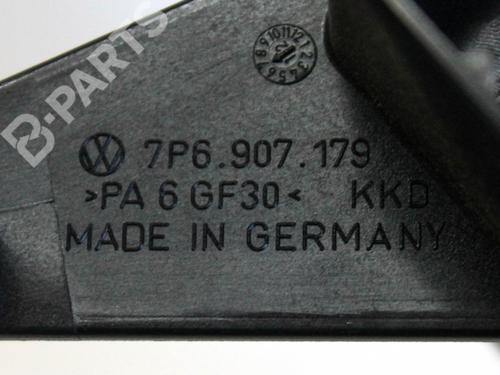 B-PARTS
7P6.907.179
>PA 6 GF30< KKD
MADE IN GERMANY